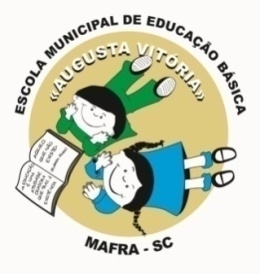 ESCOLA MUNICIPAL DE EDUCAÇÃO BÁSICA
"AUGUSTA VITÓRIA"
MAFRA - SC